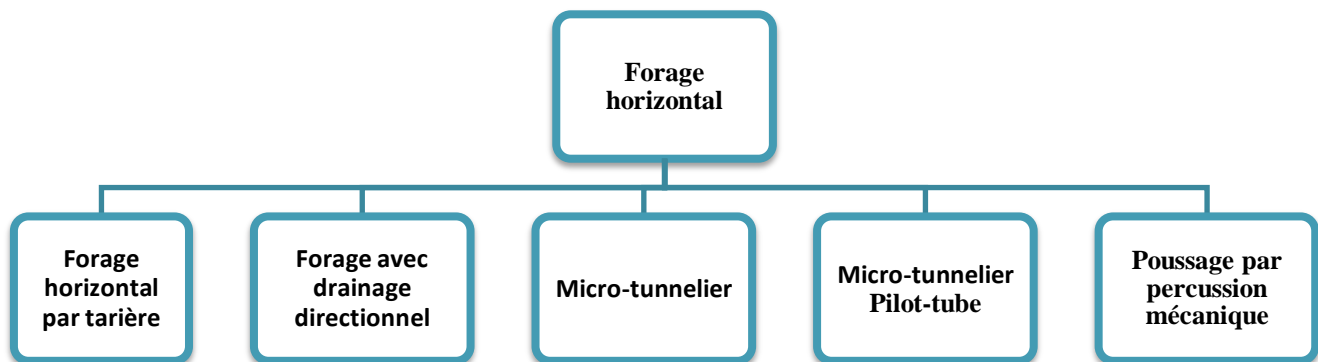 Forage
horizontal
Forage
horizontal
par tarière
Forage avec
drainage
directionnel
Micro-tunnelier
Micro-tunnelier
Pilot-tube
Poussage par
percussion
mécanique